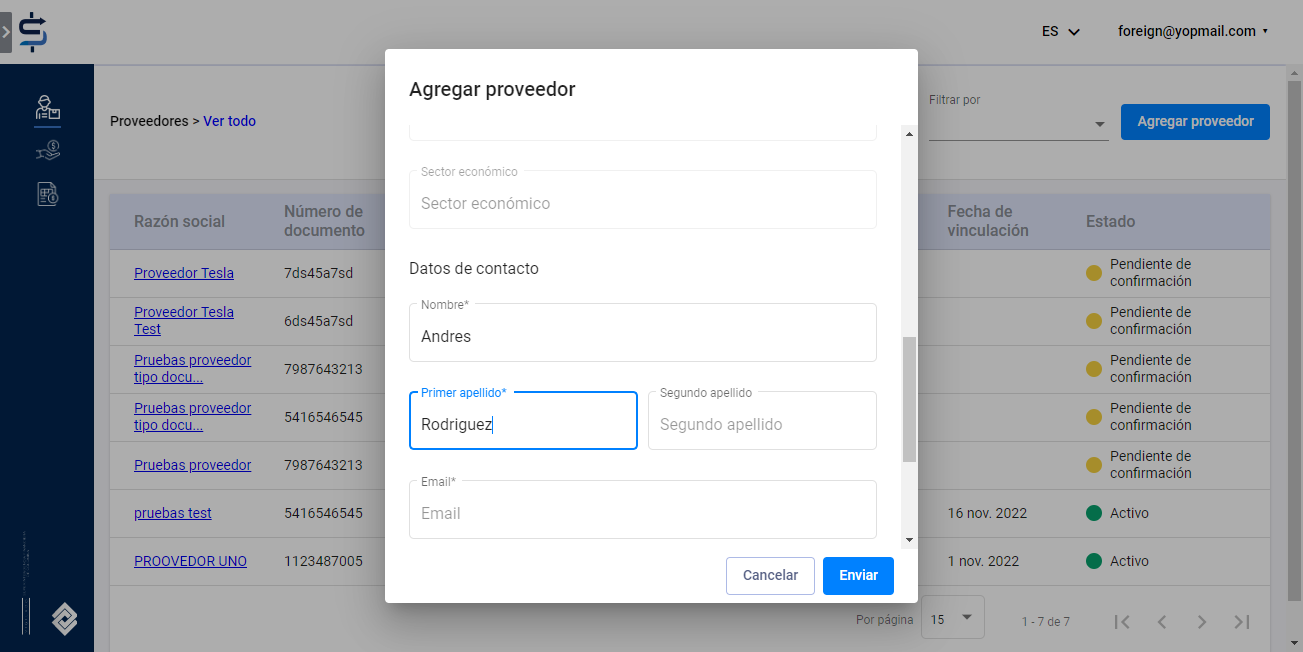 ES
foreign@yopmail.com
Agregar proveedor
Proveedores > Ver todo
Filtrar por
Agregar proveedor
Sector económico
Sector económico
Datos de contacto
Nombre*
Andres
Primer apellido*
Rodriguez
Segundo apellido
Segundo apellido
Email*
Email
Cancelar
Enviar
Razón social
Número de
documento
Fecha de
vinculación
Estado
Proveedor Tesla
7ds45a7sd
Pendiente de
confirmación
Proveedor Tesla
Test
6ds45a7sd
Pendiente de
confirmación
Pruebas proveedor
tipo docu...
7987643213
Pendiente de
confirmación
Pruebas proveedor
tipo docu...
5416546545
Pendiente de
confirmación
Pruebas proveedor
7987643213
Pendiente de
confirmación
pruebas test
5416546545
16 nov. 2022
Activo
PROOVEDOR UNO
1123487005
1 nov. 2022
Activo
Por página
15
1 - 7 de 7